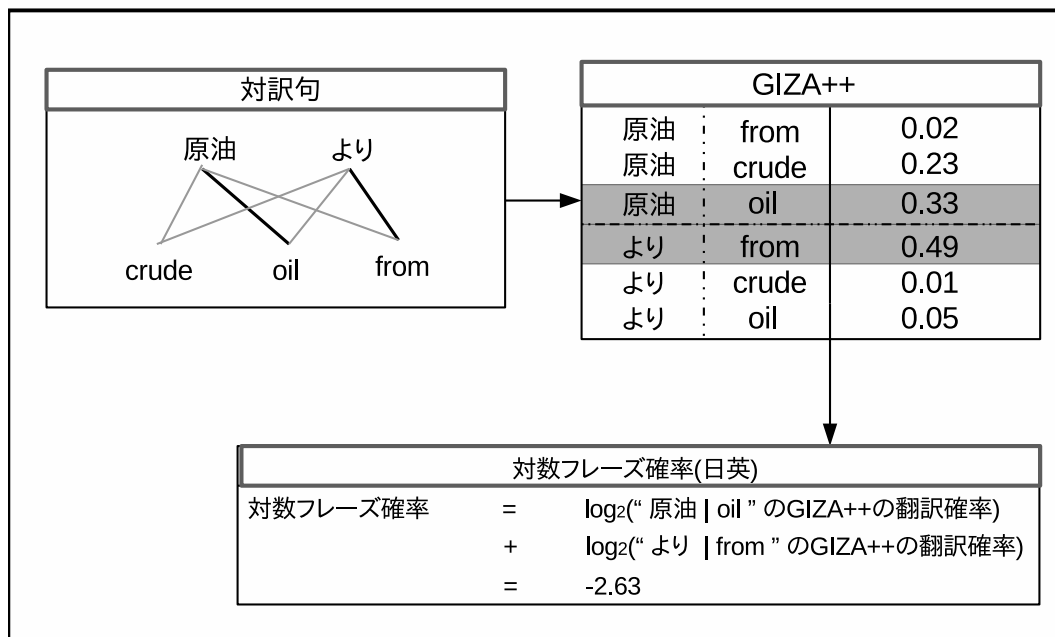 対訳句
原油 より
crude oil from
GIZA++
原油 from 0.02
原油 crude 0.23
原油 oil 0.33
より from 0.49
より crude 0.01
より oil 0.05
対数フレーズ確率(日英)
対数フレーズ確率 = log2(“ 原油 | oil ” のGIZA++の翻訳確率)
+ log2(“ より | from ” のGIZA++の翻訳確率)
= -2.63